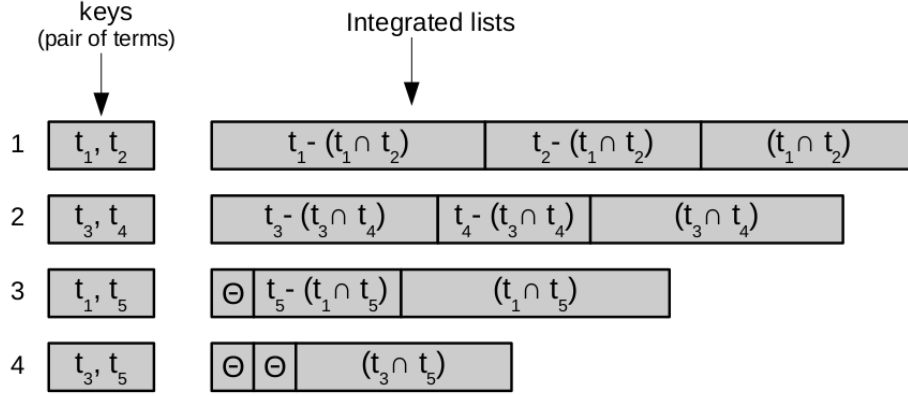 keys
(pair of terms)
Integrated lists
1 t₁, t₂ t₁- (t₁∩ t₂) t₂- (t₁∩ t₂) (t₁∩ t₂)
2 t₃, t₄ t₃- (t₃∩ t₄) t₄- (t₃∩ t₄) (t₃∩ t₄)
3 t₁, t₅ Θ t₅- (t₁∩ t₅) (t₁∩ t₅)
4 t₃, t₅ Θ Θ (t₃∩ t₅)